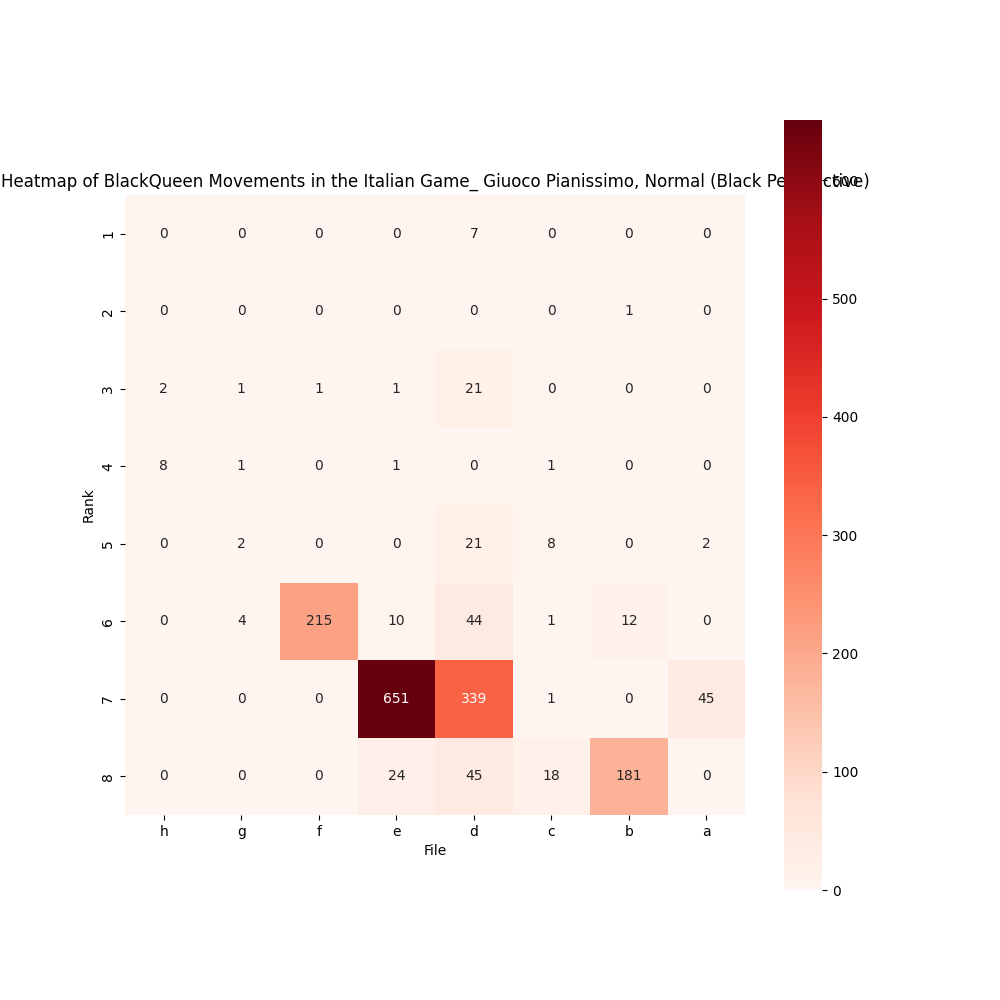 Heatmap of BlackQueen Movements in the Italian Game_ Giuoco Pianissimo, Normal (Black Pe ctive)
600
1 0 0 0 0 7 0 0 0
2 0 0 0 0 0 0 1 0
500
3 2 1 1 1 21 0 0 0
400
4 8 1 0 1 0 1 0 0
Rank
5 0 2 0 0 21 8 0 2
300
6 0 4 215 10 44 1 12 0
200
7 0 0 0 651 339 1 0 45
100
8 0 0 0 24 45 18 181 0
h g f e d c b a
File
0